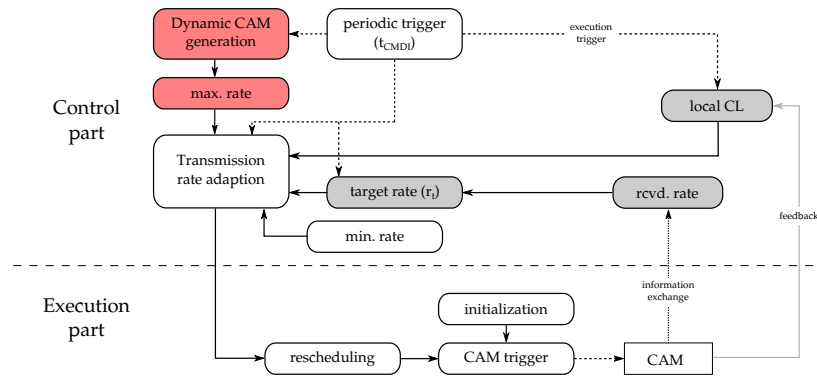 Dynamic CAM
generation
periodic trigger
(t_CMDI)
execution
trigger
max. rate
local CL
Control
part
Transmission
rate adaption
target rate (r_t)
rcvd. rate
feedback
min. rate
information
exchange
Execution
part
initialization
rescheduling
CAM trigger
CAM